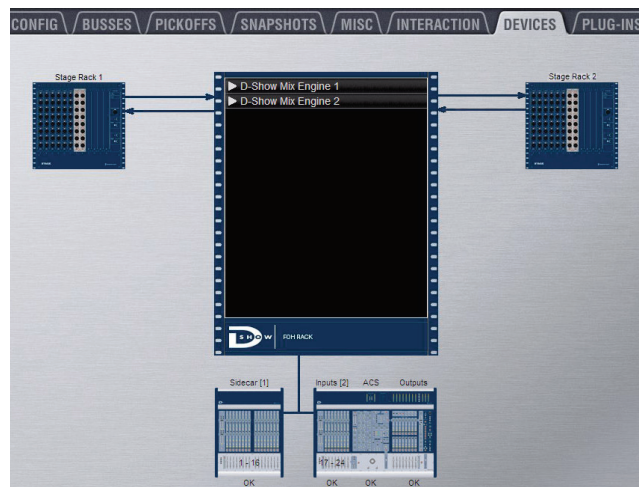 CONFIG BUSSES PICKOFFS SNAPSHOTS MISC INTERACTION DEVICES PLUG-INS
Stage Rack 1
Stage Rack 2
D-Show Mix Engine 1
D-Show Mix Engine 2
D SHOW FOH RACK
Sidecar [1] Inputs [2] ACS Outputs
1 - 16 17 - 24
OK OK OK OK